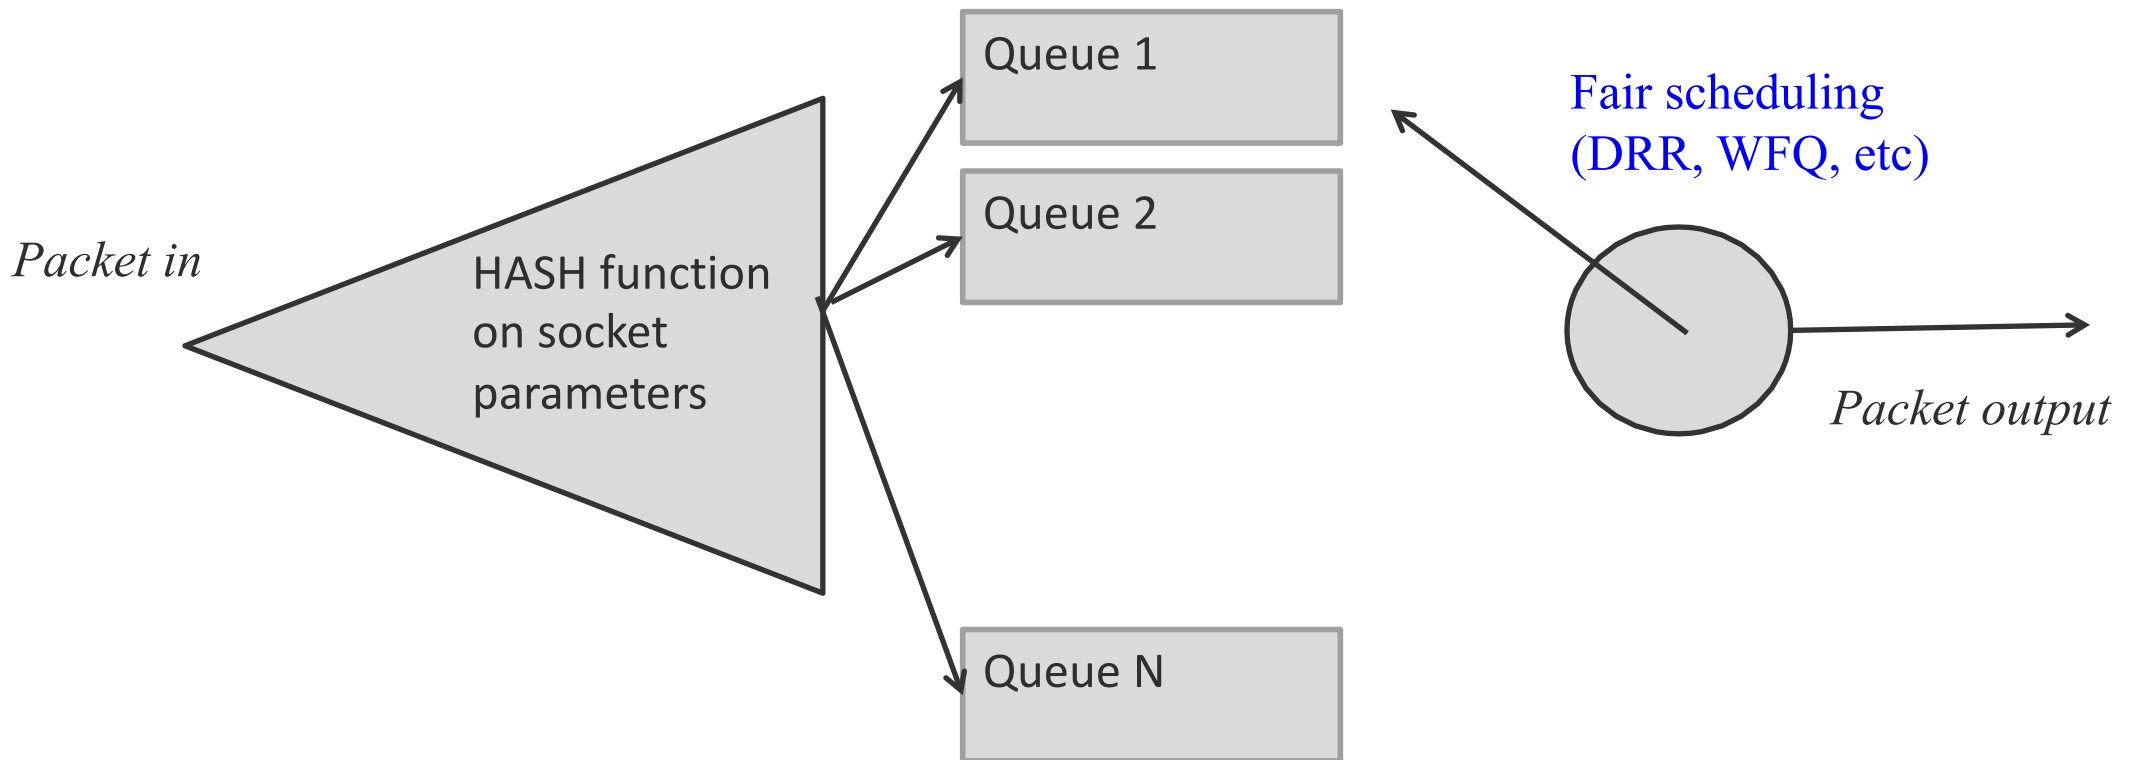 Packet in
HASH function
on socket
parameters
Queue 1
Queue 2
Queue N
Fair scheduling
(DRR, WFQ, etc)
Packet output